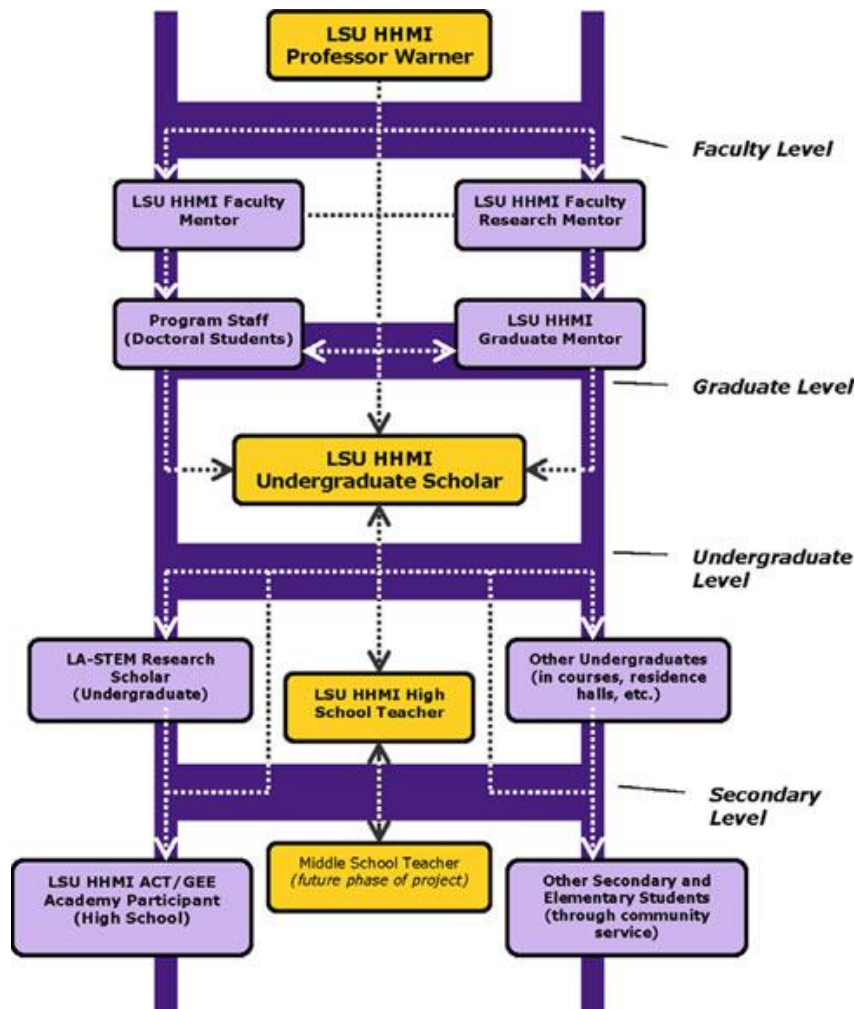 LSU HHMI
Professor Warner
Faculty Level
LSU HHMI Faculty
Mentor
LSU HHMI Faculty
Research Mentor
Program Staff
(Doctoral Students)
LSU HHMI
Graduate Mentor
Graduate Level
LSU HHMI
Undergraduate Scholar
Undergraduate
Level
LA-STEM Research
Scholar
(Undergraduate)
Other Undergraduates
(in courses, residence
halls, etc.)
LSU HHMI High
School Teacher
Secondary
Level
LSU HHMI ACT/GEE
Academy Participant
(High School)
Middle School Teacher
(future phase of project)
Other Secondary and
Elementary Students
(through community
service)